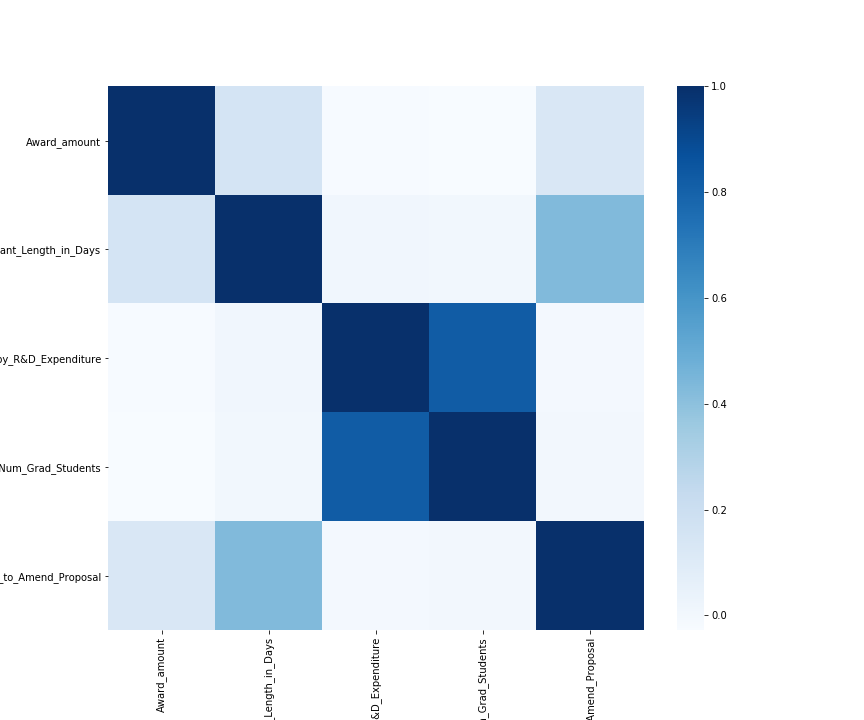 Award_amount
ant_Length_in_Days
by_R&D_Expenditure
Num_Grad_Students
_to_Amend_Proposal
Award_amount
_Length_in_Days
&D_Expenditure
_Grad_Students
Amend_Proposal
1.0
0.8
0.6
0.4
0.2
0.0